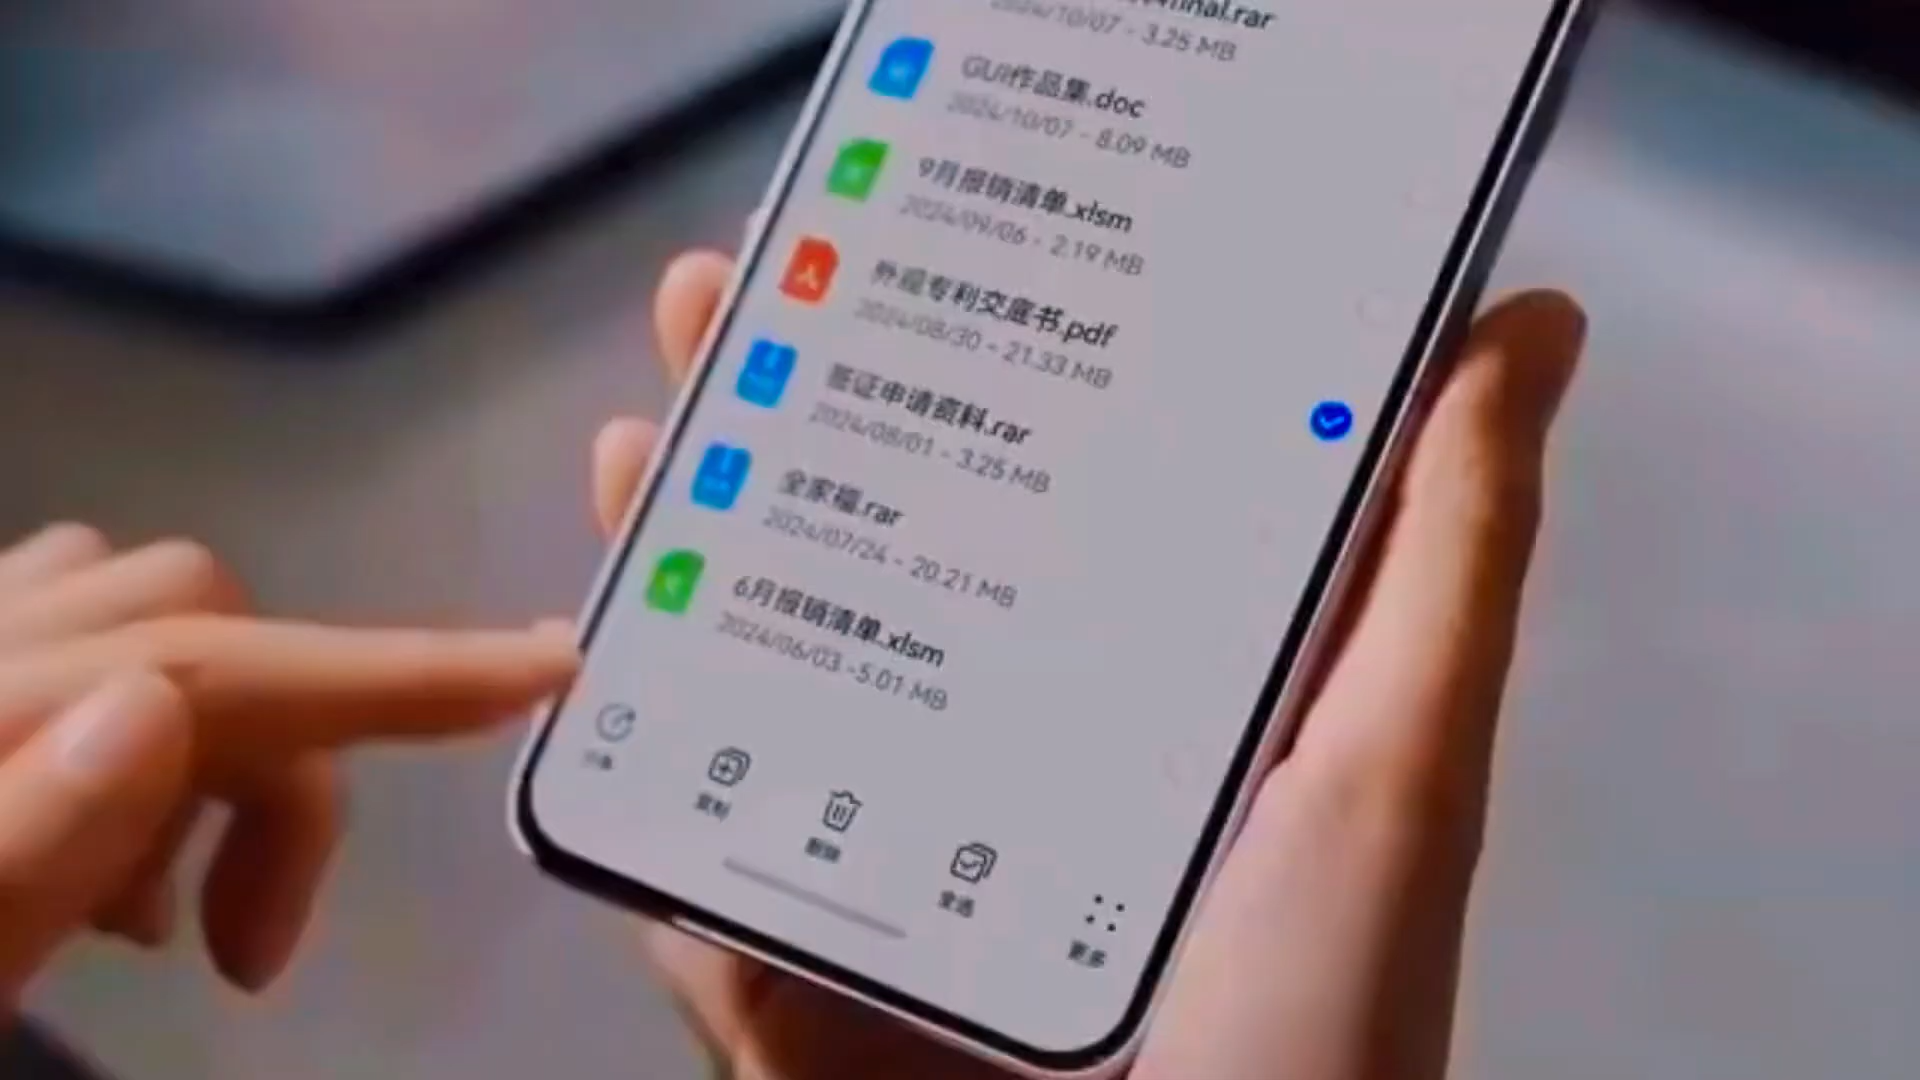 final.rar
2024/10/07 - 3.25 MB
GUI作品集.doc
2024/10/07 - 8.09 MB
9月报销清单.xlsm
2024/09/06 - 2.19 MB
外观专利交底书.pdf
2024/08/30 - 21.33 MB
签证申请资料.rar
2024/08/01 - 3.25 MB
全家福.rar
2024/07/24 - 20.21 MB
6月报销清单.xlsm
2024/06/03 -5.01 MB
复制
删除
全选
更多